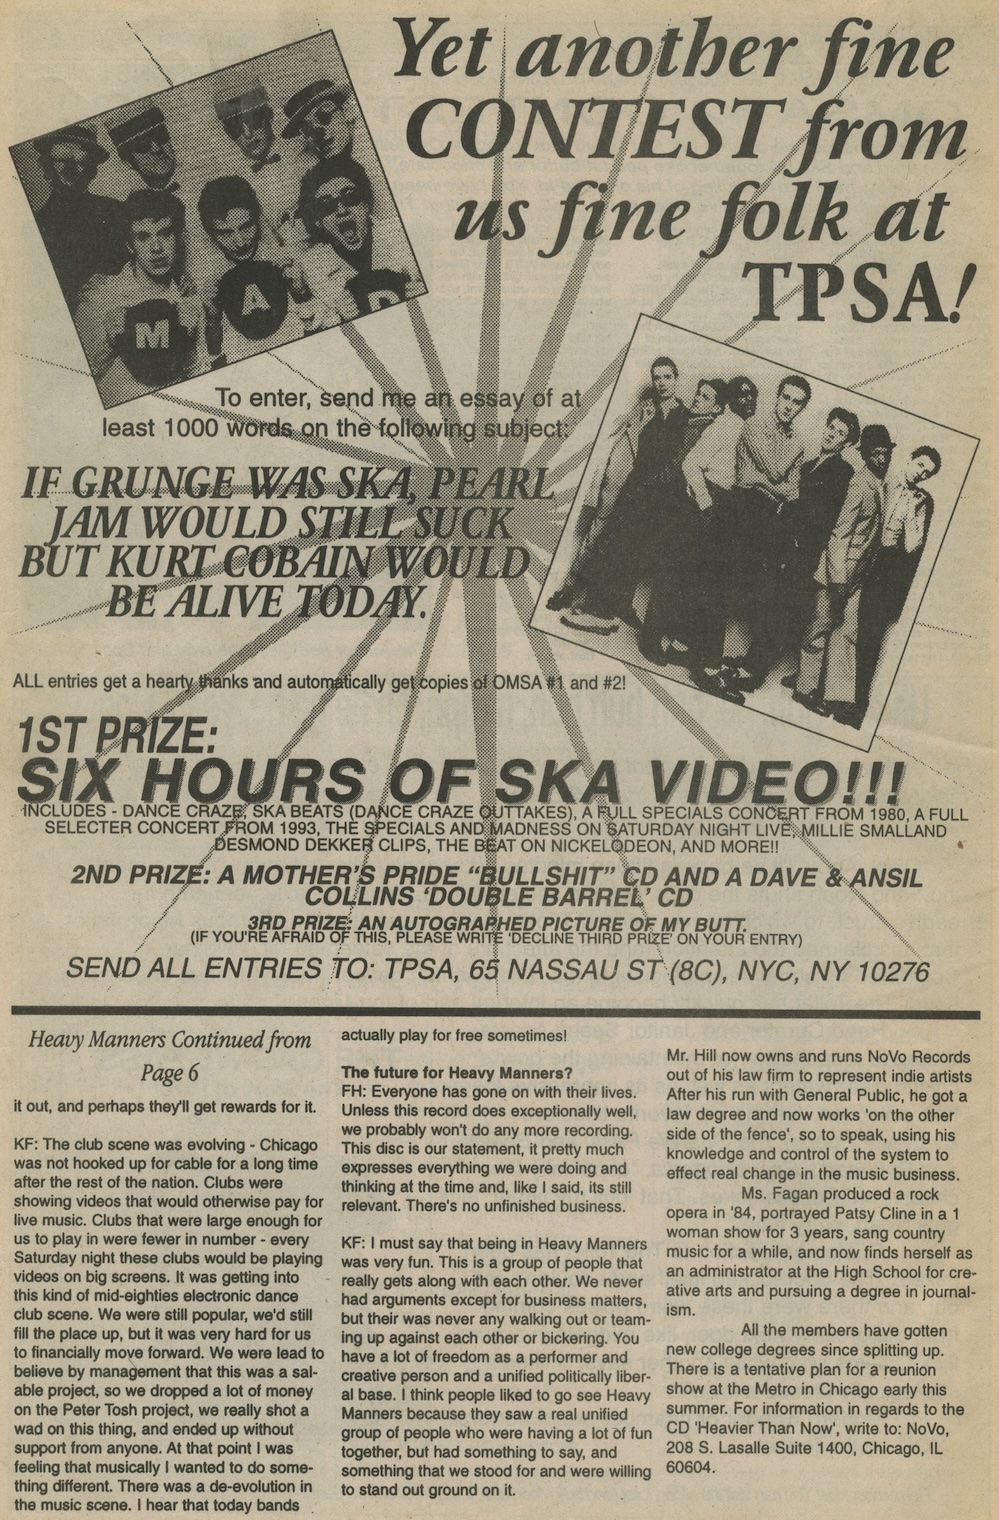 Yet another fine
CONTEST from
us fine folk at
TPSA!
M
A
D
To enter, send me an essay of at
least 1000 words on the following subject:
IF GRUNGE WAS SKA, PEARL
JAM WOULD STILL SUCK
BUT KURT COBAIN WOULD
BE ALIVE TODAY.
ALL entries get a hearty thanks and automatically get copies of OMSA #1 and #2!
1ST PRIZE:
SIX HOURS OF SKA VIDEO!!!
INCLUDES - DANCE CRAZE, SKA BEATS (DANCE CRAZE OUTTAKES), A FULL SPECIALS CONCERT FROM 1980, A FULL
SELECTER CONCERT FROM 1993, THE SPECIALS AND MADNESS ON SATURDAY NIGHT LIVE, MILLIE SMALLAND
DESMOND DEKKER CLIPS, THE BEAT ON NICKELODEON, AND MORE!!
2ND PRIZE: A MOTHER'S PRIDE “BULLSHIT” CD AND A DAVE & ANSIL
COLLINS ‘DOUBLE BARREL’ CD
3RD PRIZE: AN AUTOGRAPHED PICTURE OF MY BUTT.
(IF YOU'RE AFRAID OF THIS, PLEASE WRITE 'DECLINE THIRD PRIZE' ON YOUR ENTRY)
SEND ALL ENTRIES TO: TPSA, 65 NASSAU ST (8C), NYC, NY 10276
Heavy Manners Continued from
Page 6
it out, and perhaps they'll get rewards for it.
KF: The club scene was evolving - Chicago
was not hooked up for cable for a long time
after the rest of the nation. Clubs were
showing videos that would otherwise pay for
live music. Clubs that were large enough for
us to play in were fewer in number - every
Saturday night these clubs would be playing
videos on big screens. It was getting into
this kind of mid-eighties electronic dance
club scene. We were still popular, we'd still
fill the place up, but it was very hard for us
to financially move forward. We were lead to
believe by management that this was a sal-
able project, so we dropped a lot of money
on the Peter Tosh project, we really shot a
wad on this thing, and ended up without
support from anyone. At that point I was
feeling that musically I wanted to do some-
thing different. There was a de-evolution in
the music scene. I hear that today bands
actually play for free sometimes!
The future for Heavy Manners?
FH: Everyone has gone on with their lives.
Unless this record does exceptionally well,
we probably won't do any more recording.
This disc is our statement, it pretty much
expresses everything we were doing and
thinking at the time and, like I said, its still
relevant. There's no unfinished business.
KF: I must say that being in Heavy Manners
was very fun. This is a group of people that
really gets along with each other. We never
had arguments except for business matters,
but their was never any walking out or team-
ing up against each other or bickering. You
have a lot of freedom as a performer and
creative person and a unified politically liber-
al base. I think people liked to go see Heavy
Manners because they saw a real unified
group of people who were having a lot of fun
together, but had something to say, and
something that we stood for and were willing
to stand out ground on it.
Mr. Hill now owns and runs NoVo Records
out of his law firm to represent indie artists
After his run with General Public, he got a
law degree and now works 'on the other
side of the fence', so to speak, using his
knowledge and control of the system to
effect real change in the music business.
Ms. Fagan produced a rock
opera in '84, portrayed Patsy Cline in a 1
woman show for 3 years, sang country
music for a while, and now finds herself as
an administrator at the High School for cre-
ative arts and pursuing a degree in journal-
ism.
All the members have gotten
new college degrees since splitting up.
There is a tentative plan for a reunion
show at the Metro in Chicago early this
summer. For information in regards to the
CD 'Heavier Than Now', write to: NoVo,
208 S. Lasalle Suite 1400, Chicago, IL
60604.